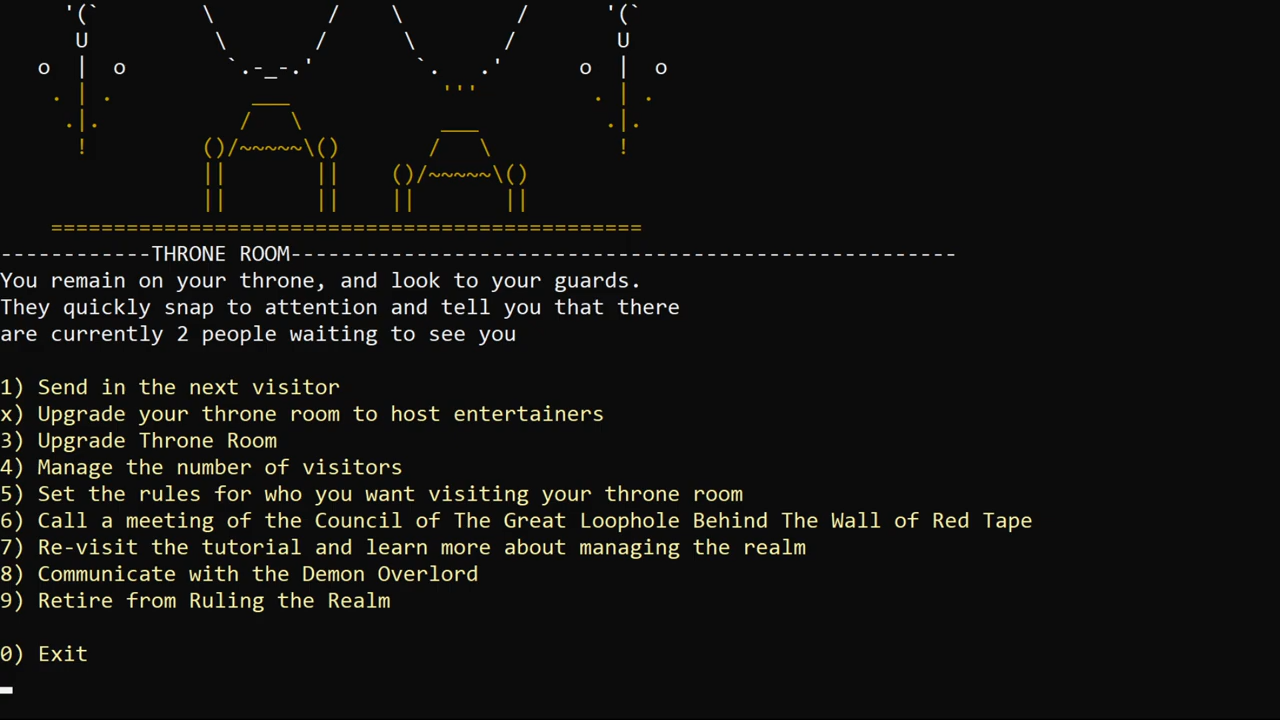 ------------THRONE ROOM-----------------------------------------------------
You remain on your throne, and look to your guards.
They quickly snap to attention and tell you that there
are currently 2 people waiting to see you
1) Send in the next visitor
x) Upgrade your throne room to host entertainers
3) Upgrade Throne Room
4) Manage the number of visitors
5) Set the rules for who you want visiting your throne room
6) Call a meeting of the Council of The Great Loophole Behind The Wall of Red Tape
7) Re-visit the tutorial and learn more about managing the realm
8) Communicate with the Demon Overlord
9) Retire from Ruling the Realm
0) Exit